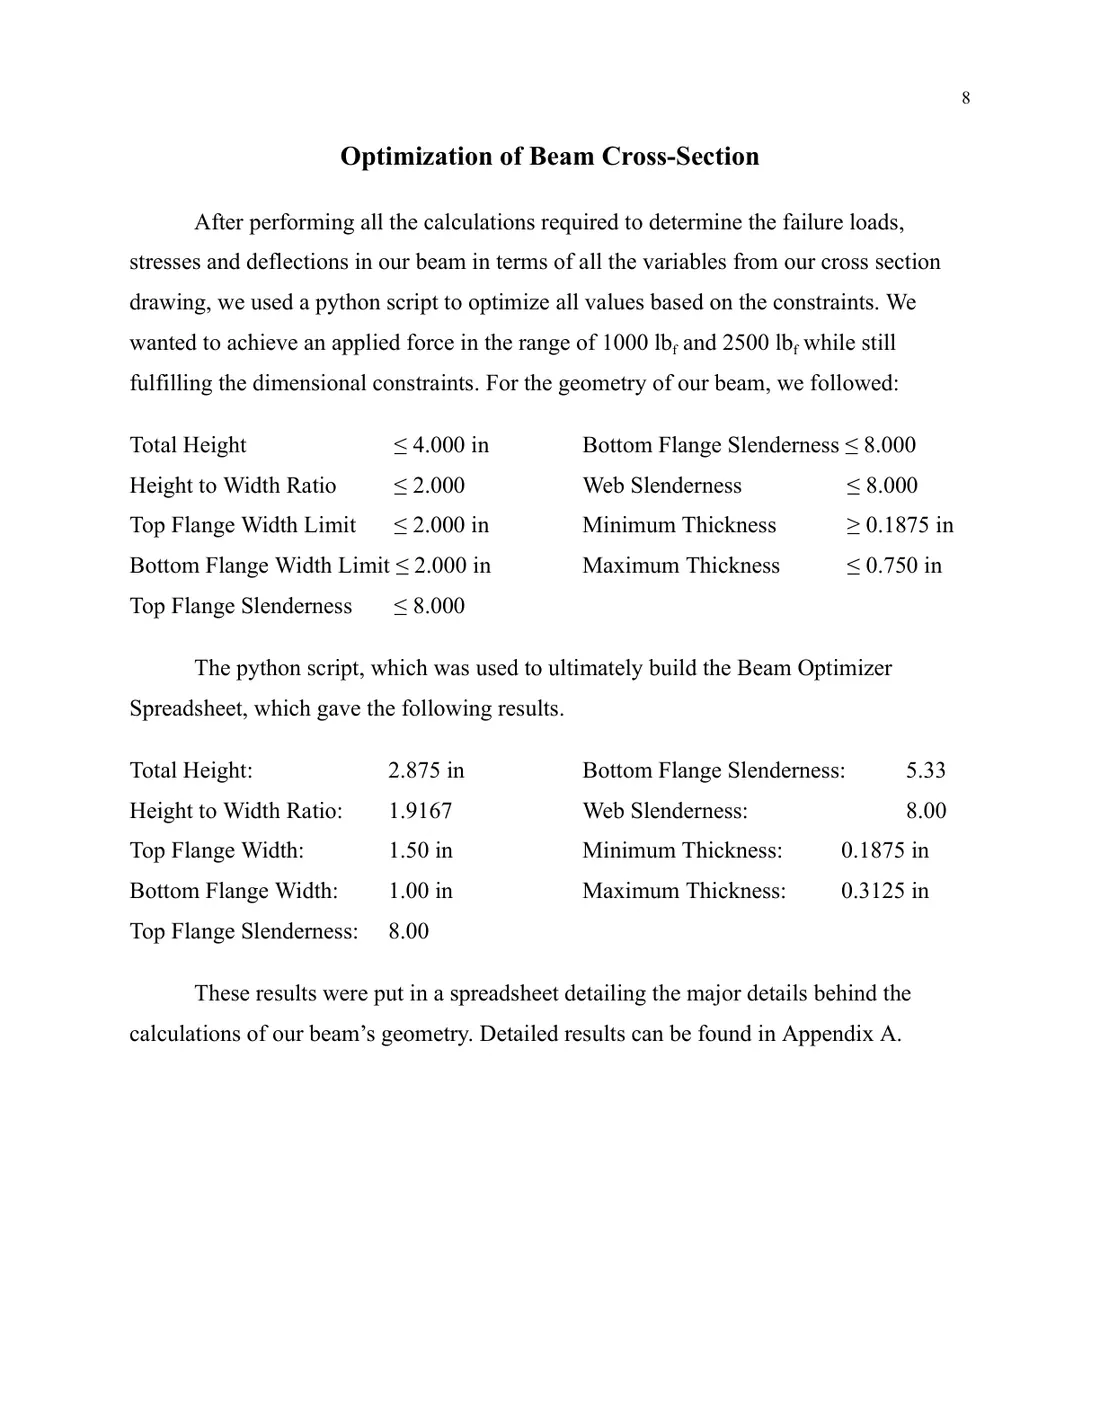 8
Optimization of Beam Cross-Section
After performing all the calculations required to determine the failure loads,
stresses and deflections in our beam in terms of all the variables from our cross section
drawing, we used a python script to optimize all values based on the constraints. We
wanted to achieve an applied force in the range of 1000 lbf and 2500 lbf while still
fulfilling the dimensional constraints. For the geometry of our beam, we followed:
Total Height ≤ 4.000 in Bottom Flange Slenderness ≤ 8.000
Height to Width Ratio ≤ 2.000 Web Slenderness ≤ 8.000
Top Flange Width Limit ≤ 2.000 in Minimum Thickness ≥ 0.1875 in
Bottom Flange Width Limit ≤ 2.000 in Maximum Thickness ≤ 0.750 in
Top Flange Slenderness ≤ 8.000
The python script, which was used to ultimately build the Beam Optimizer
Spreadsheet, which gave the following results.
Total Height: 2.875 in Bottom Flange Slenderness: 5.33
Height to Width Ratio: 1.9167 Web Slenderness: 8.00
Top Flange Width: 1.50 in Minimum Thickness: 0.1875 in
Bottom Flange Width: 1.00 in Maximum Thickness: 0.3125 in
Top Flange Slenderness: 8.00
These results were put in a spreadsheet detailing the major details behind the
calculations of our beam’s geometry. Detailed results can be found in Appendix A.